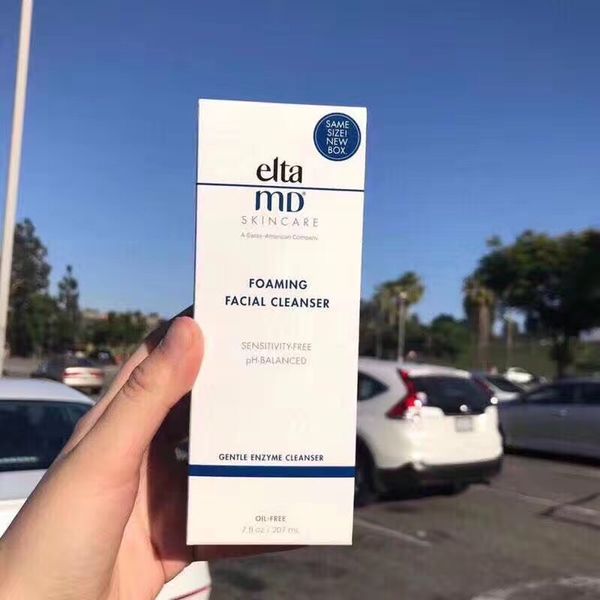 SAME
SIZE!
NEW
BOX.
elta
MD®
SKINCARE
A Swiss-American Company
FOAMING
FACIAL CLEANSER
SENSITIVITY-FREE
pH-BALANCED
GENTLE ENZYME CLEANSER
OIL-FREE
7 fl oz / 207 mL